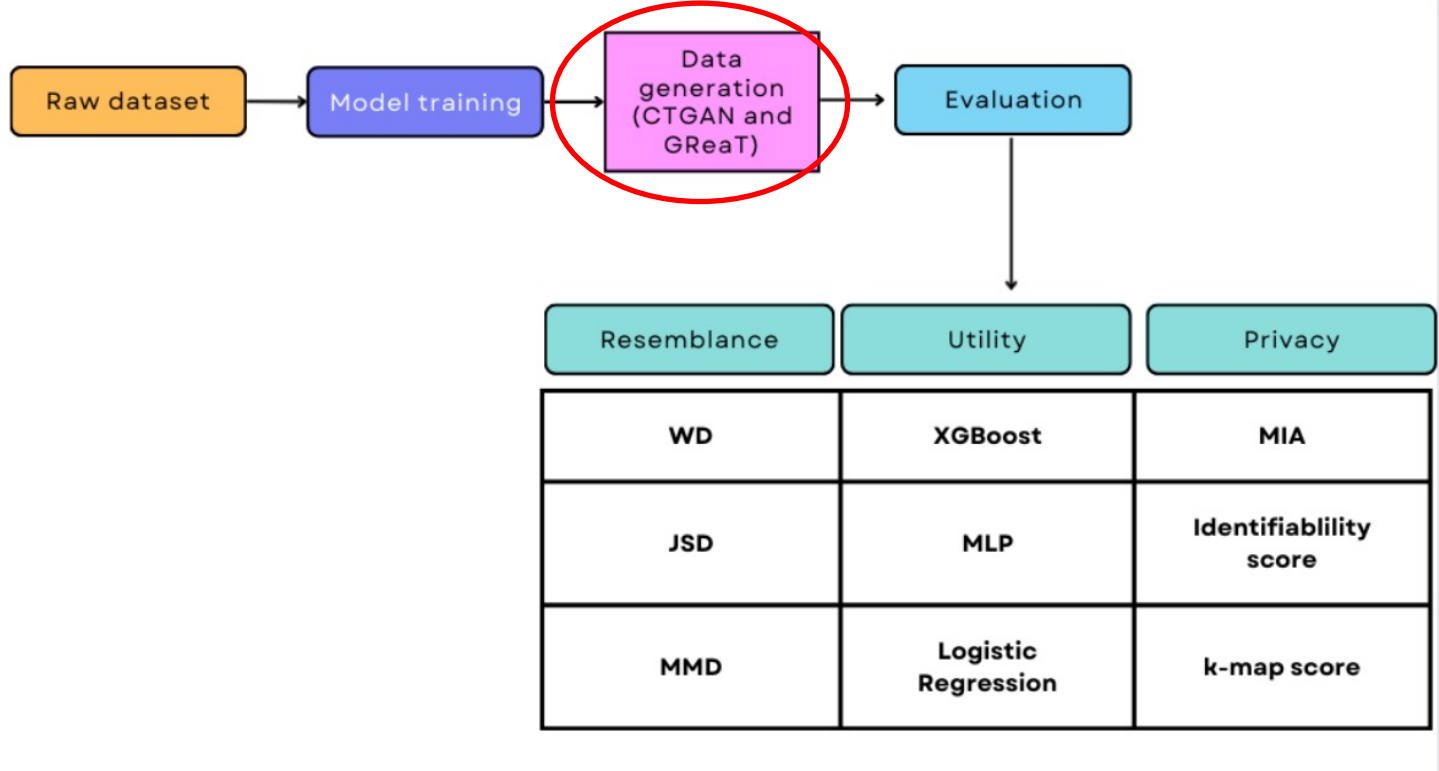 Raw dataset
Model training
Data
generation
(CTGAN and
GReaT)
Evaluation
Resemblance
Utility
Privacy
WD
XGBoost
MIA
JSD
MLP
Identifiablility
score
MMD
Logistic
Regression
k-map score